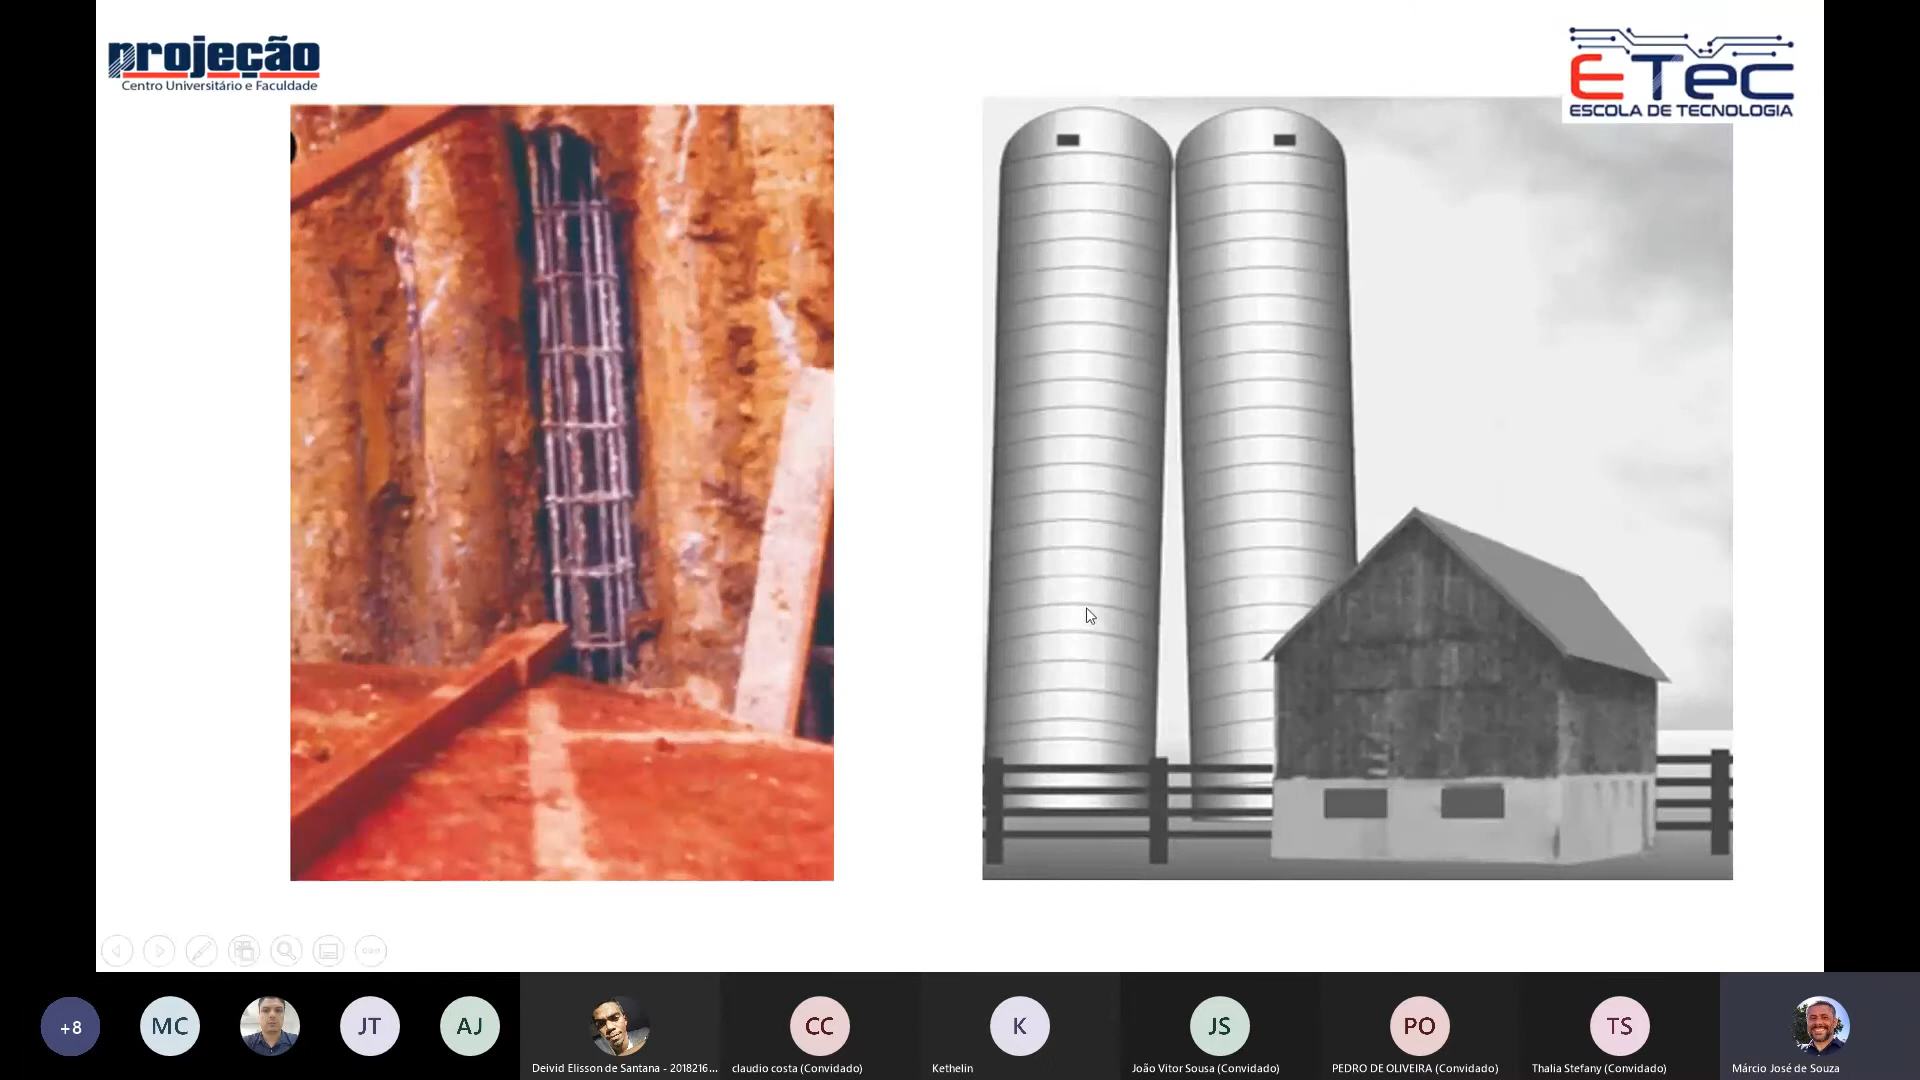 projeção
Centro Universitário e Faculdade
ETec
ESCOLA DE TECNOLOGIA
+8
MC
JT
AJ
CC
K
JS
PO
TS
Deivid Elisson de Santana - 2018216...
claudio costa (Convidado)
Kethelin
João Vitor Sousa (Convidado)
PEDRO DE OLIVEIRA (Convidado)
Thalia Stefany (Convidado)
Márcio José de Souza